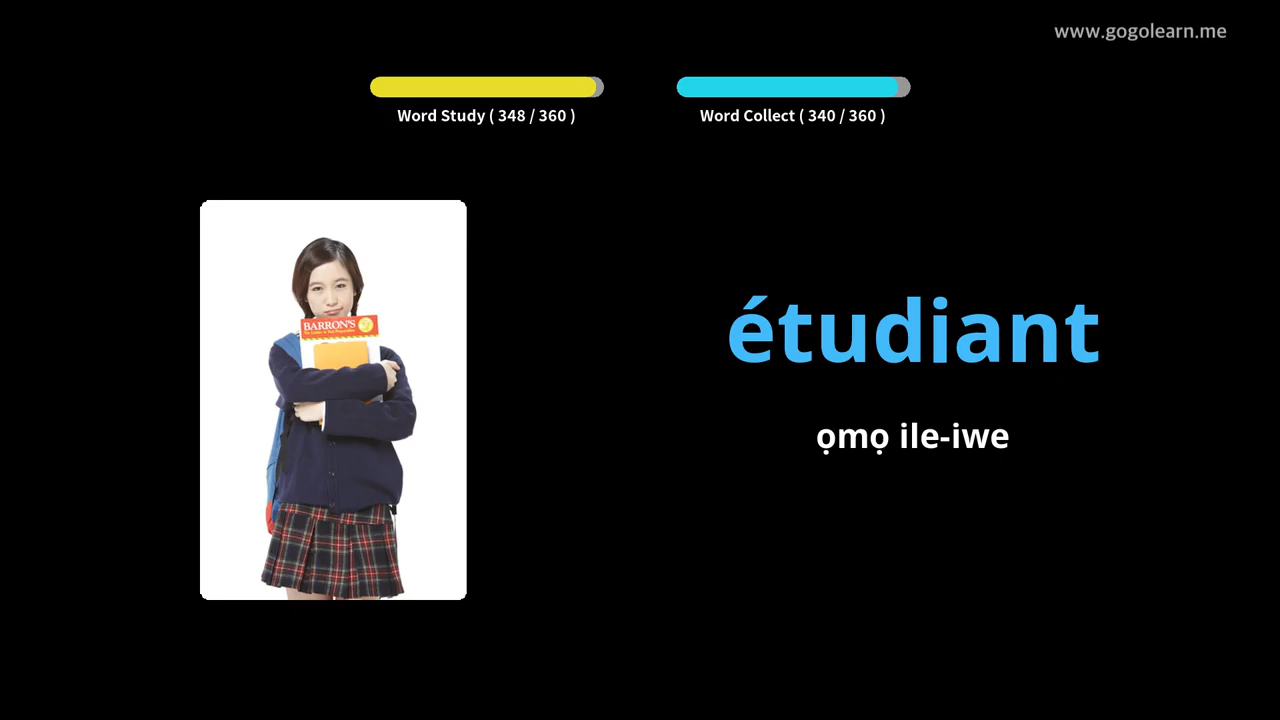 www.gogolearn.me
Word Study ( 348 / 360 )
Word Collect ( 340 / 360 )
BARRON'S
étudiant
ọmọ ile-iwe